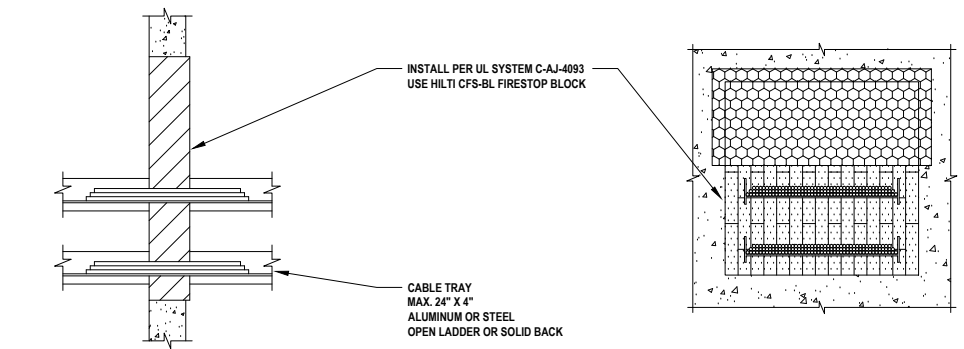 INSTALL PER UL SYSTEM C-AJ-4093
USE HILTI CFS-BL FIRESTOP BLOCK
CABLE TRAY
MAX. 24" X 4"
ALUMINUM OR STEEL
OPEN LADDER OR SOLID BACK